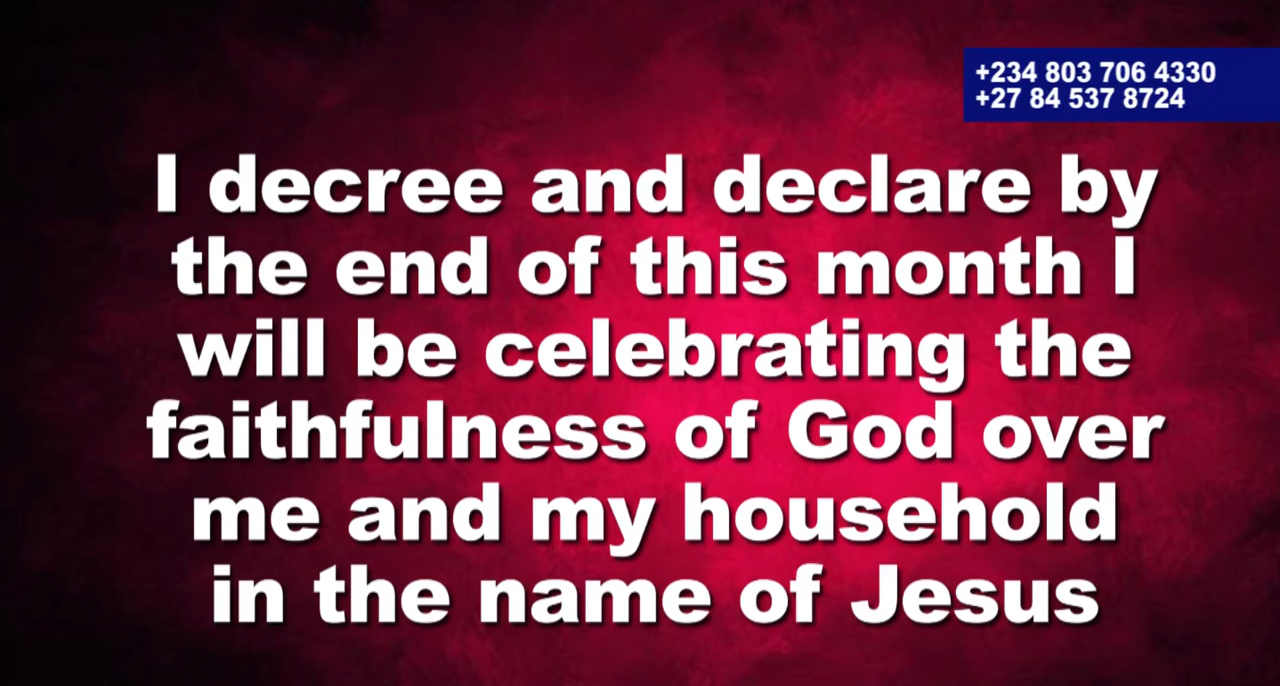 +234 803 706 4330
+27 84 537 8724
I decree and declare by
the end of this month I
will be celebrating the
faithfulness of God over
me and my household
in the name of Jesus